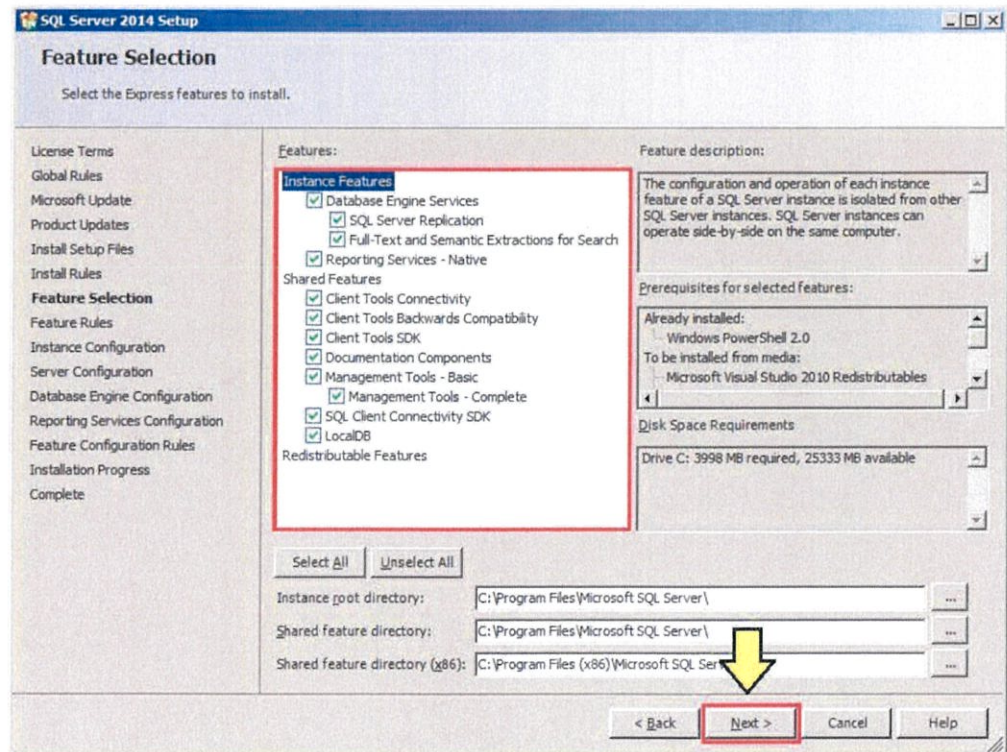 SQL Server 2014 Setup
Feature Selection
Select the Express features to install.
License Terms
Global Rules
Microsoft Update
Product Updates
Install Setup Files
Install Rules
Feature Selection
Feature Rules
Instance Configuration
Server Configuration
Database Engine Configuration
Reporting Services Configuration
Feature Configuration Rules
Installation Progress
Complete
Features:
Instance Features
Database Engine Services
SQL Server Replication
Full-Text and Semantic Extractions for Search
Reporting Services - Native
Shared Features
Client Tools Connectivity
Client Tools Backwards Compatibility
Client Tools SDK
Documentation Components
Management Tools - Basic
Management Tools - Complete
SQL Client Connectivity SDK
LocalDB
Redistributable Features
Feature description:
The configuration and operation of each instance
feature of a SQL Server instance is isolated from other
SQL Server instances. SQL Server instances can
operate side-by-side on the same computer.
Prerequisites for selected features:
Already installed:
Windows PowerShell 2.0
To be installed from media:
Microsoft Visual Studio 2010 Redistributables
Disk Space Requirements
Drive C: 3998 MB required, 25333 MB available
Select All Unselect All
Instance root directory: C:\Program Files\Microsoft SQL Server\ ...
Shared feature directory: C:\Program Files\Microsoft SQL Server\ ...
Shared feature directory (x86): C:\Program Files (x86)\Microsoft SQL Ser ...
< Back Next > Cancel Help